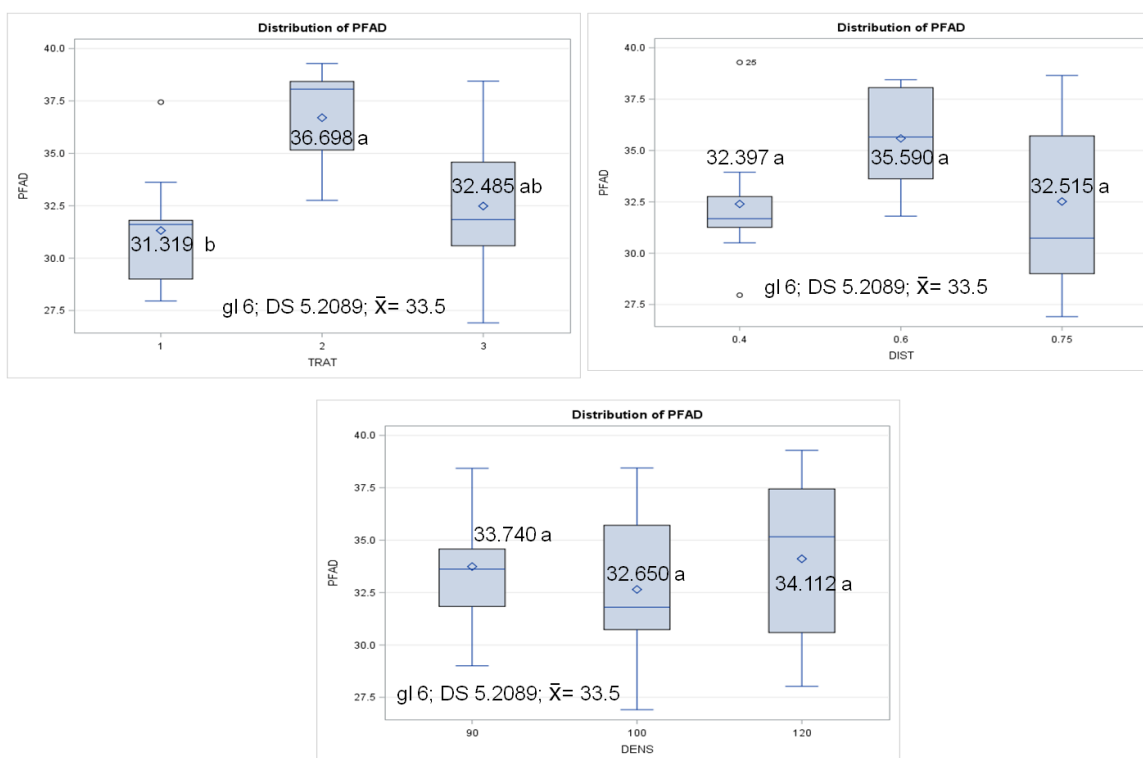 Distribution of PFAD
40.0
37.5
35.0
32.5
30.0
27.5
PFAD
31.319 b
36.698 a
32.485 ab
gl 6; DS 5.2089; x̄= 33.5
1 2 3
TRAT
Distribution of PFAD
40.0
37.5
35.0
32.5
30.0
27.5
PFAD
25
32.397 a
35.590 a
32.515 a
gl 6; DS 5.2089; x̄= 33.5
0.4 0.6 0.75
DIST
Distribution of PFAD
40.0
37.5
35.0
32.5
30.0
27.5
PFAD
33.740 a
32.650 a
34.112 a
gl 6; DS 5.2089; x̄= 33.5
90 100 120
DENS